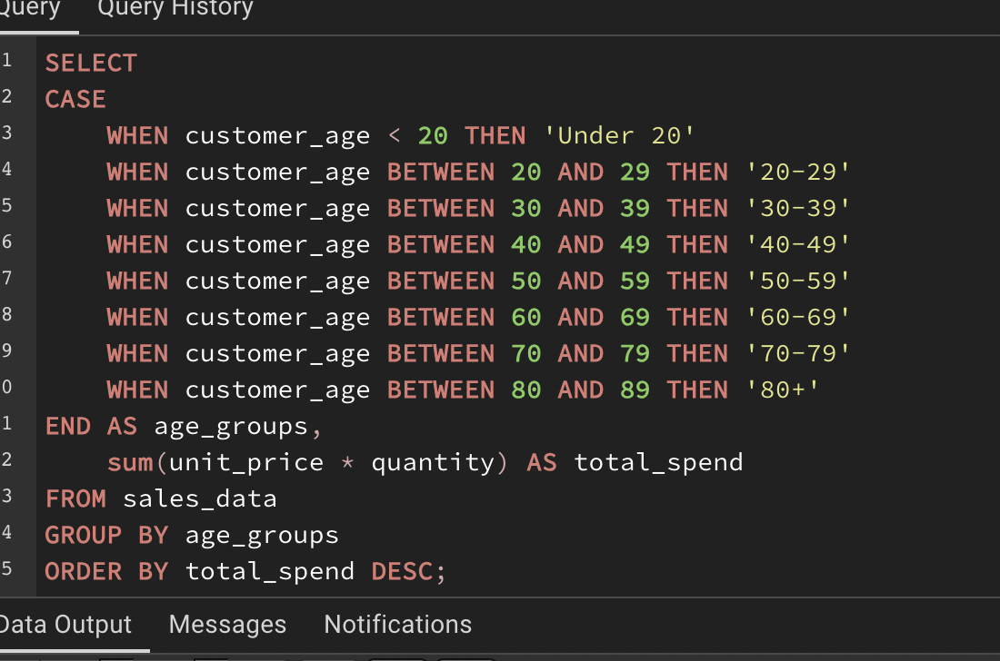 Query Query History
1 SELECT
2 CASE
3 WHEN customer_age < 20 THEN 'Under 20'
4 WHEN customer_age BETWEEN 20 AND 29 THEN '20-29'
5 WHEN customer_age BETWEEN 30 AND 39 THEN '30-39'
6 WHEN customer_age BETWEEN 40 AND 49 THEN '40-49'
7 WHEN customer_age BETWEEN 50 AND 59 THEN '50-59'
8 WHEN customer_age BETWEEN 60 AND 69 THEN '60-69'
9 WHEN customer_age BETWEEN 70 AND 79 THEN '70-79'
0 WHEN customer_age BETWEEN 80 AND 89 THEN '80+'
1 END AS age_groups,
2 sum(unit_price * quantity) AS total_spend
3 FROM sales_data
4 GROUP BY age_groups
5 ORDER BY total_spend DESC;
Data Output Messages Notifications